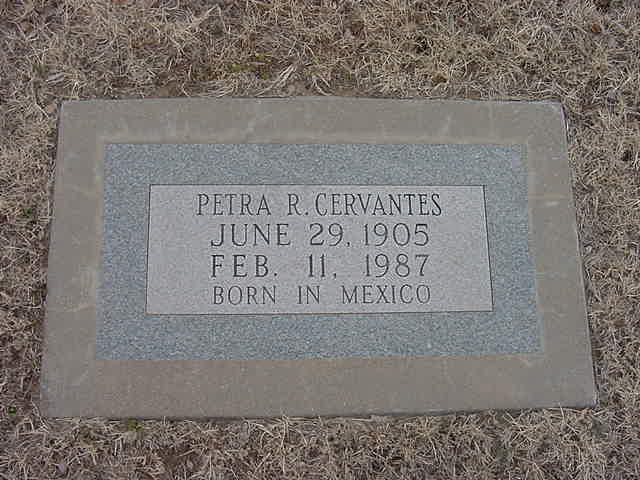 PETRA R. CERVANTES
JUNE 29, 1905
FEB. 11, 1987
BORN IN MEXICO